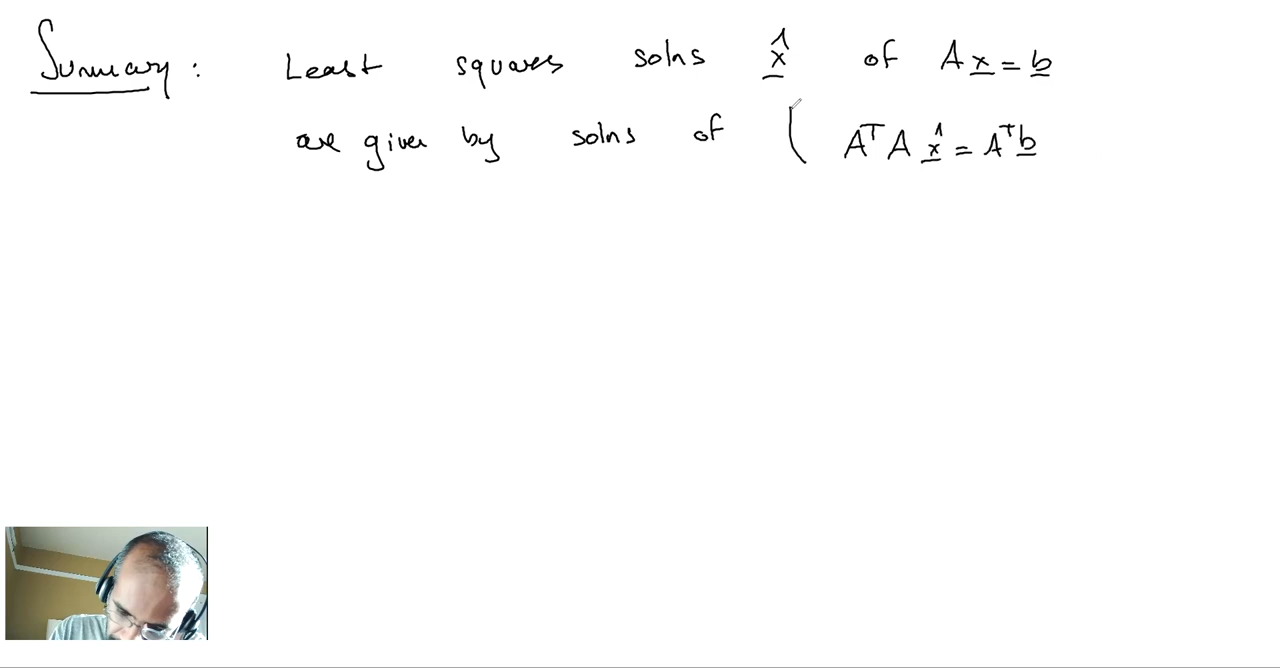 Summary: Least squares solns x̂ of Ax = b
are given by solns of ( AᵀA x̂ = Aᵀb